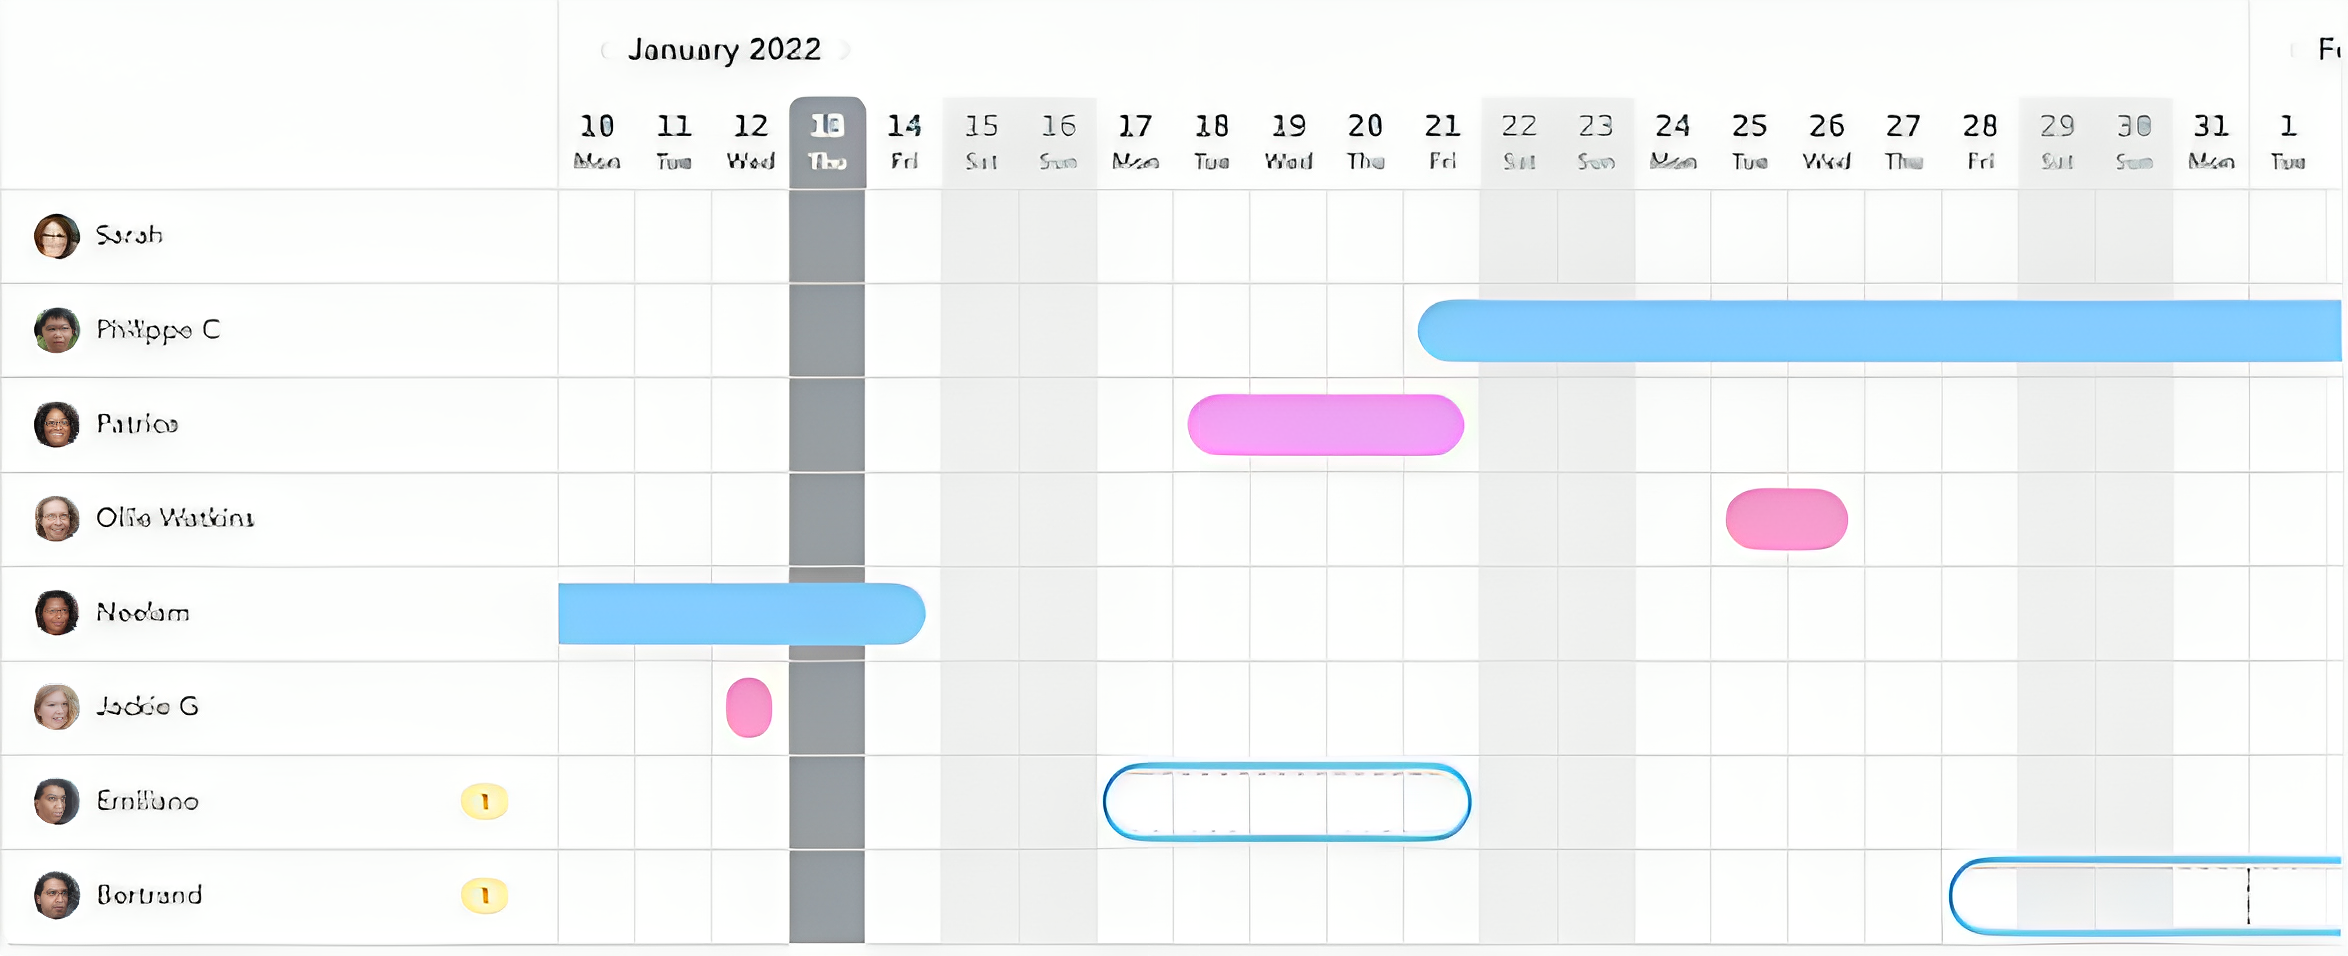 January 2022
10 11 12 13 14 15 16 17 18 19 20 21 22 23 24 25 26 27 28 29 30 31 1
Mon Tue Wed Thu Fri Sat Sun Mon Tue Wed Thu Fri Sat Sun Mon Tue Wed Thu Fri Sat Sun Mon Tue
Sarah
Philippe C
Ollie Watkins
Jackie G
Emiliano 1
Bertrand 1